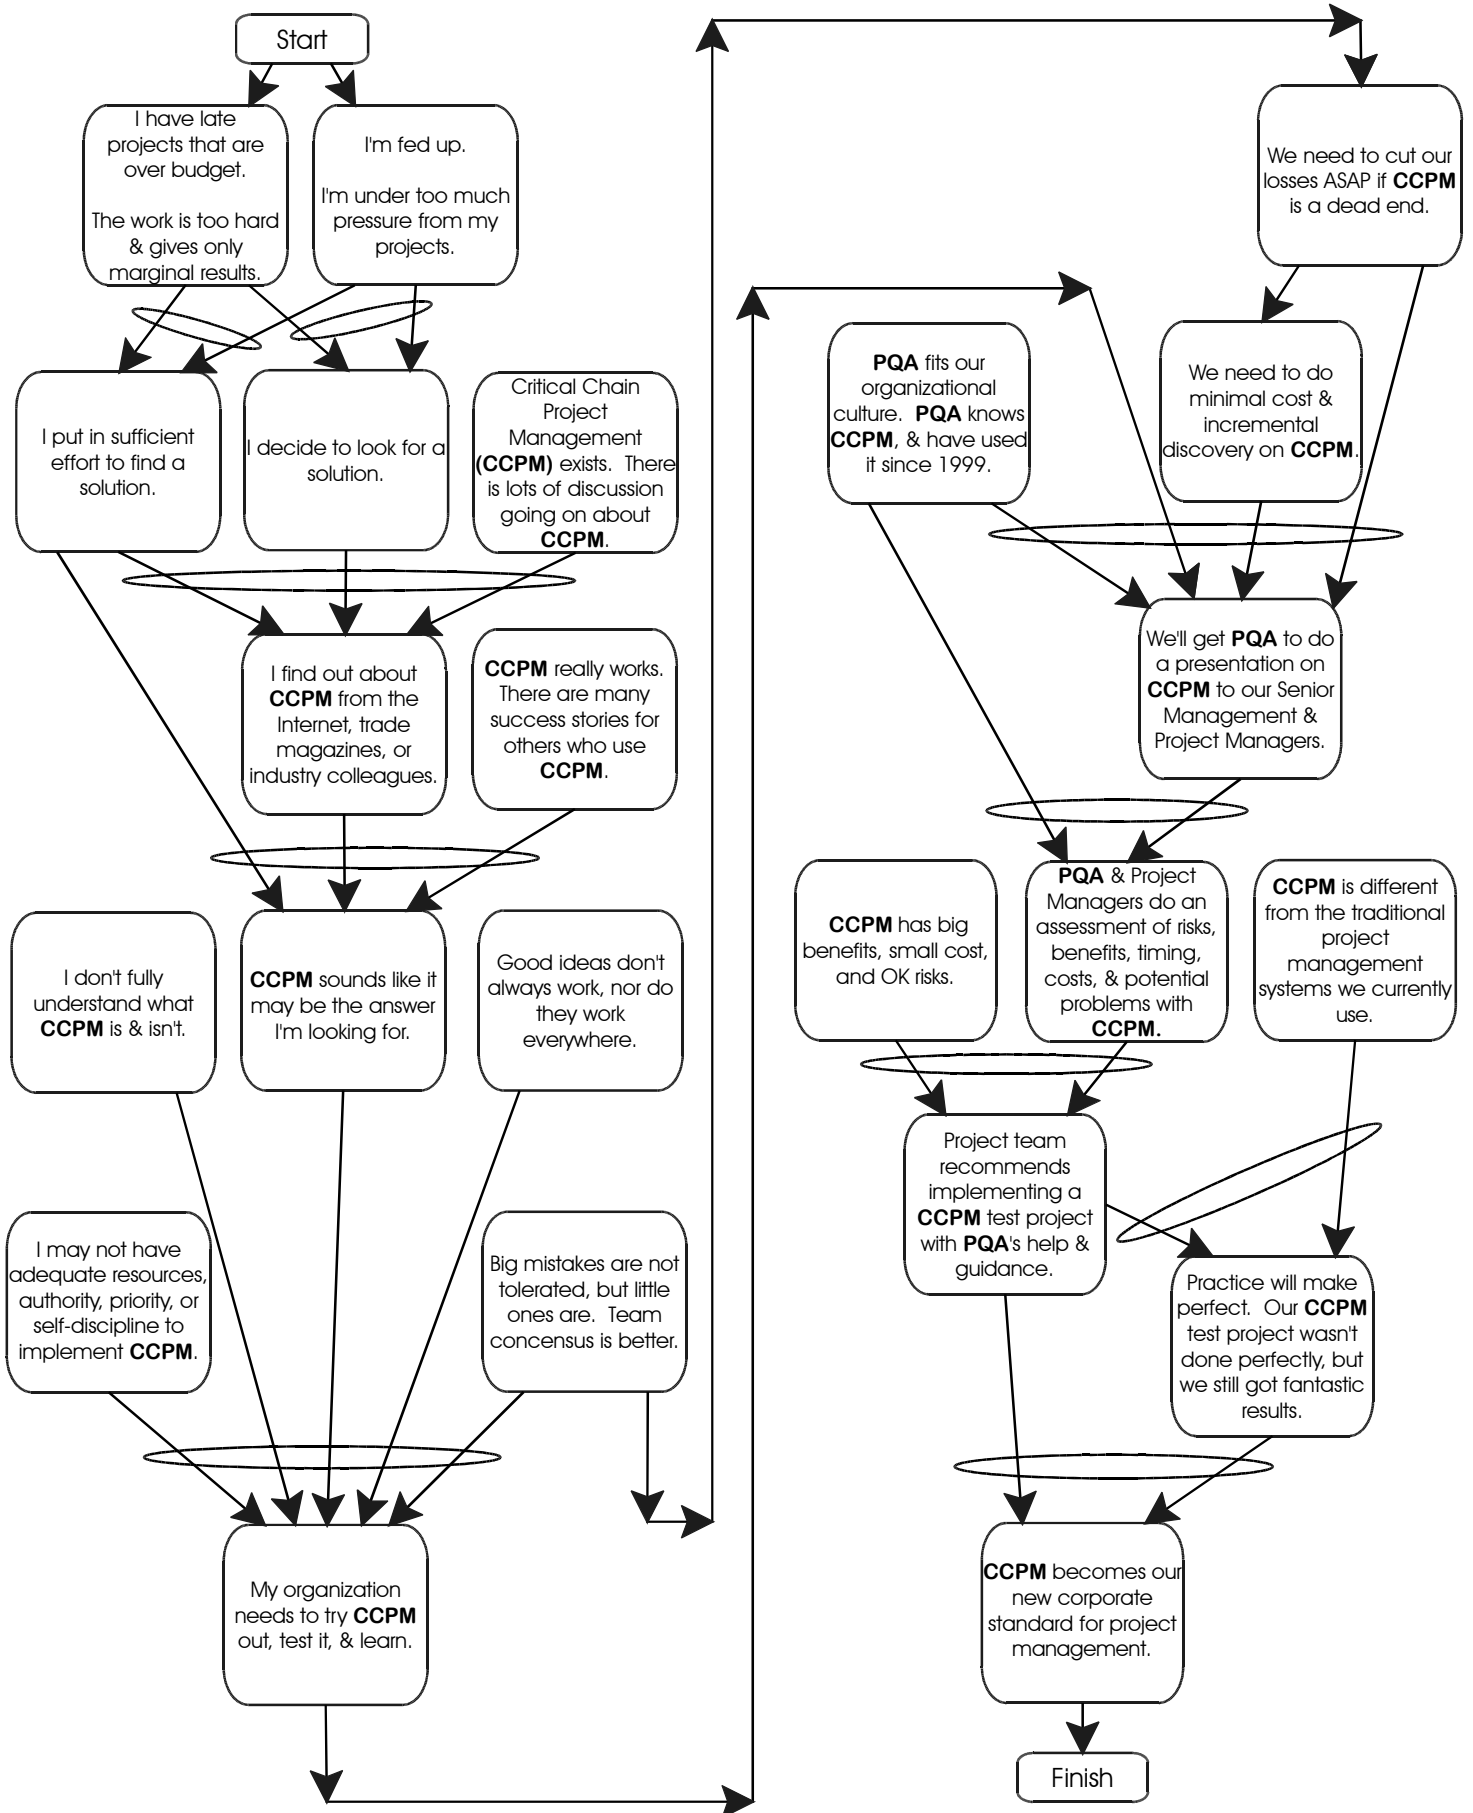 Start
I have late
projects that are
over budget.
The work is too hard
& gives only
marginal results.
I'm fed up.
I'm under too much
pressure from my
projects.
I put in sufficient
effort to find a
solution.
I decide to look for a
solution.
Critical Chain
Project
Management
(CCPM) exists.  There
is lots of discussion
going on about
CCPM.
I find out about
CCPM from the
Internet, trade
magazines, or
industry colleagues.
CCPM really works.
There are many
success stories for
others who use
CCPM.
I don't fully
understand what
CCPM is & isn't.
CCPM sounds like it
may be the answer
I'm looking for.
Good ideas don't
always work, nor do
they work
everywhere.
I may not have
adequate resources,
authority, priority, or
self-discipline to
implement CCPM.
Big mistakes are not
tolerated, but little
ones are.  Team
concensus is better.
My organization
needs to try CCPM
out, test it, & learn.
We need to cut our
losses ASAP if CCPM
is a dead end.
PQA fits our
organizational
culture.  PQA knows
CCPM, & have used
it since 1999.
We need to do
minimal cost &
incremental
discovery on CCPM.
We'll get PQA to do
a presentation on
CCPM to our Senior
Management &
Project Managers.
CCPM has big
benefits, small cost,
and OK risks.
PQA & Project
Managers do an
assessment of risks,
benefits, timing,
costs, & potential
problems with
CCPM.
CCPM is different
from the traditional
project
management
systems we currently
use.
Project team
recommends
implementing a
CCPM test project
with PQA's help &
guidance.
Practice will make
perfect.  Our CCPM
test project wasn't
done perfectly, but
we still got fantastic
results.
CCPM becomes our
new corporate
standard for project
management.
Finish